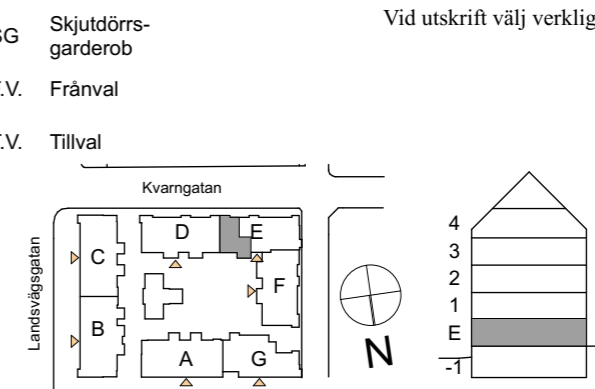 SG Skjutdörrs-
garderob
Vid utskrift välj verklig
F.V. Frånval
T.V. Tillval
Kvarngatan
Landsvägsgatan
D E
C
F
B
A G
N
4
3
2
1
E
-1